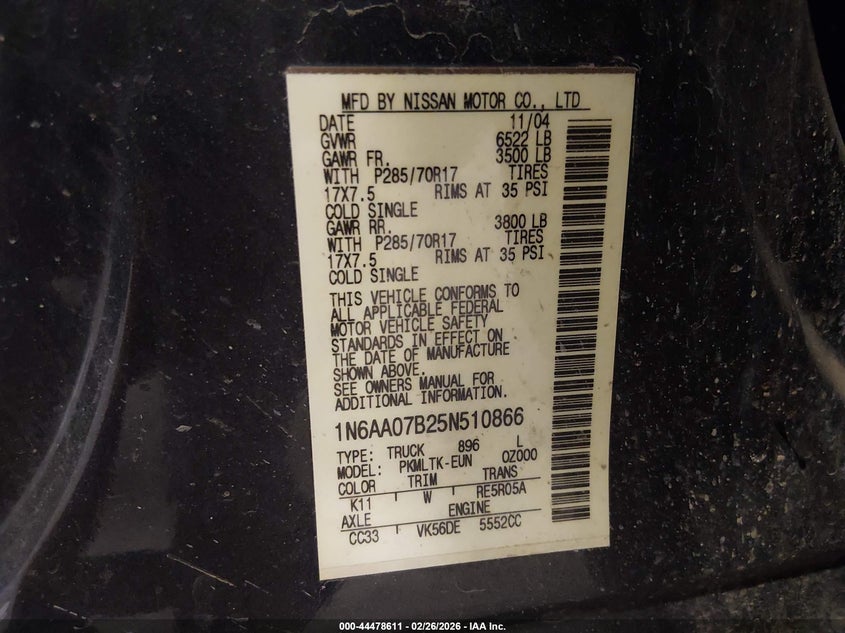 MFD BY NISSAN MOTOR CO., LTD
DATE 11/04
GVWR 6522 LB
GAWR FR. 3500 LB
WITH P285/70R17 TIRES
17X7.5 RIMS AT 35 PSI
COLD SINGLE
GAWR RR. 3800 LB
WITH P285/70R17 TIRES
17X7.5 RIMS AT 35 PSI
COLD SINGLE
THIS VEHICLE CONFORMS TO
ALL APPLICABLE FEDERAL
MOTOR VEHICLE SAFETY
STANDARDS IN EFFECT ON
THE DATE OF MANUFACTURE
SHOWN ABOVE.
SEE OWNERS MANUAL FOR
ADDITIONAL INFORMATION.
1N6AA07B25N510866
TYPE: TRUCK 896 L
MODEL: PKMLTK-EUN 0Z000
COLOR TRIM TRANS
K11 W RE5R05A
AXLE ENGINE
CC33 VK56DE 5552CC
000-44478611 - 02/26/2026 - IAA Inc.